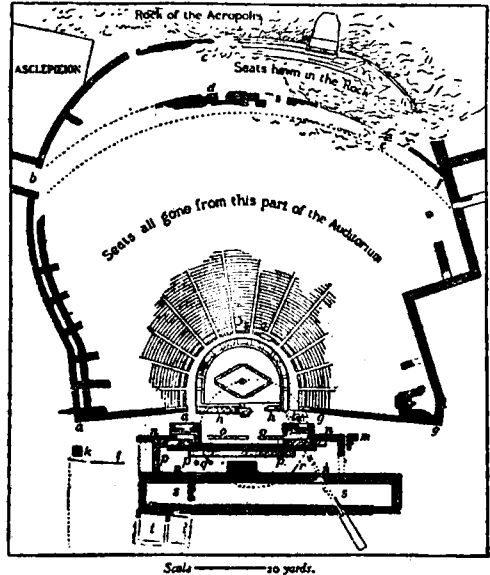 Rock of the Acropolis
ASCLEPIEION
c
Seats hewn in the Rock
d
b
f
e
Seats all gone from this part of the Auditorium
a
g
h
h
a
g
n
o
o
n
m
k
l
p
p
q
p
r
s
s
t
t
Scale 20 yards.